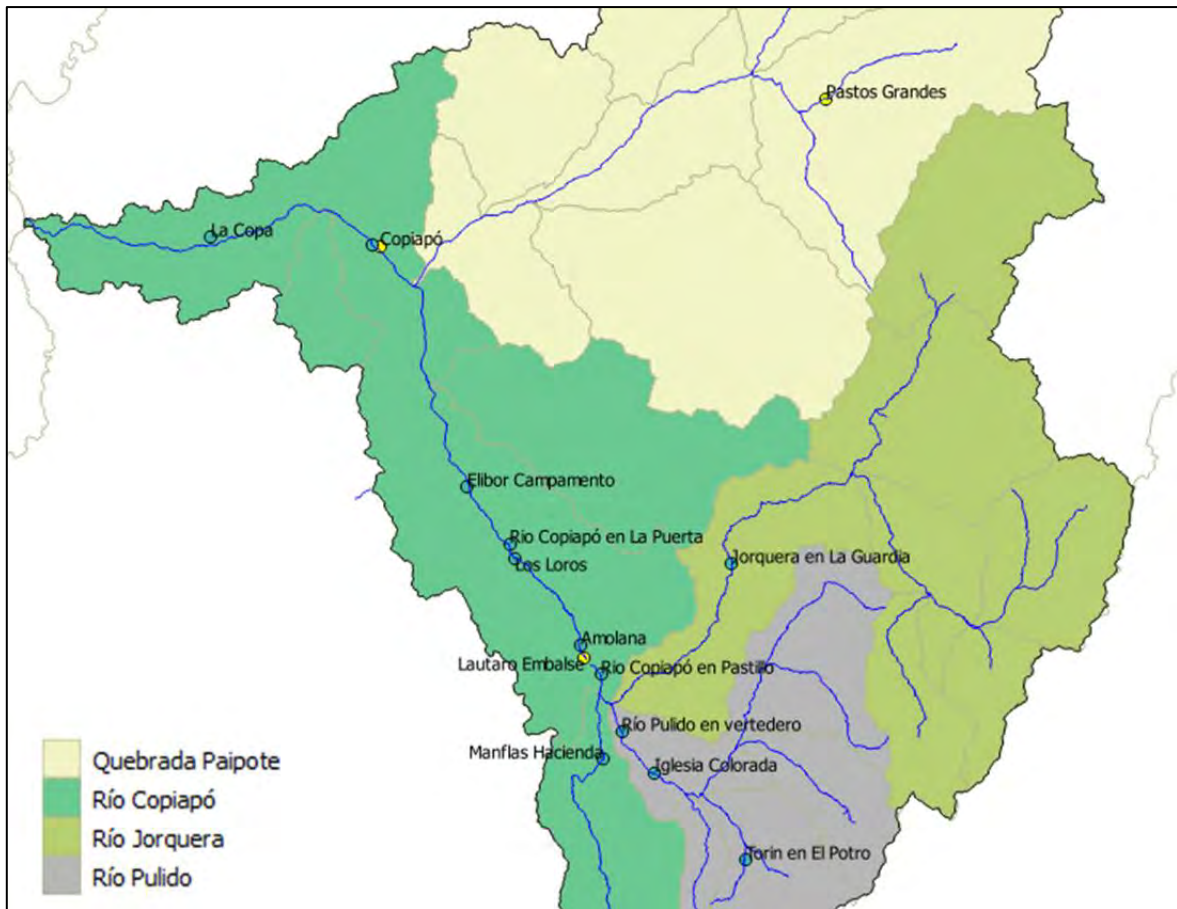 Pastos Grandes
La Copa
Copiapó
Elibor Campamento
Rio Copiapó en La Puerta
Los Loros
Jorquera en La Guardia
Amolana
Lautaro Embalse
Rio Copiapó en Pastillo
Río Pulido en vertedero
Manflas Hacienda
Iglesia Colorada
Torin en El Potro
Quebrada Paipote
Río Copiapó
Río Jorquera
Río Pulido